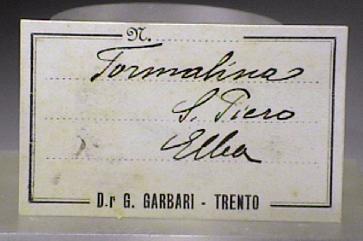 N.
Tormalina
S. Piero
Elba
D.r G. GARBARI - TRENTO